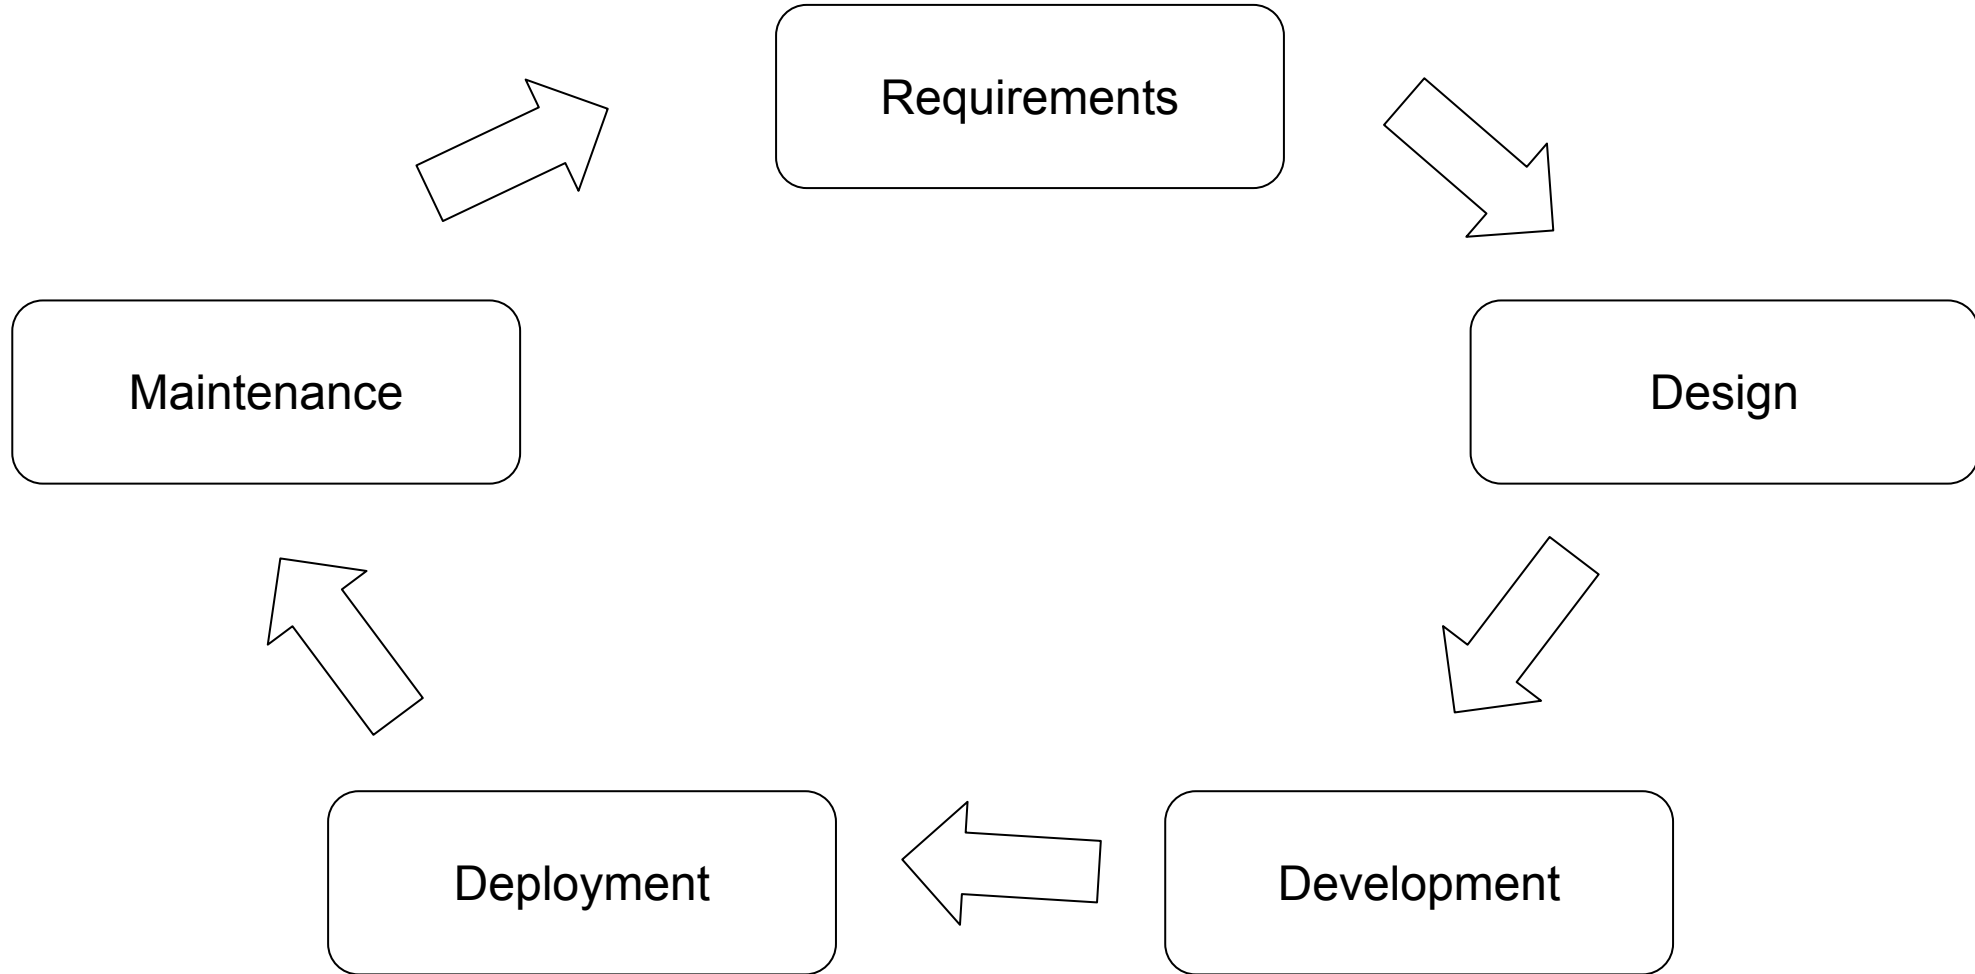 Requirements
Maintenance
Design
Deployment
Development